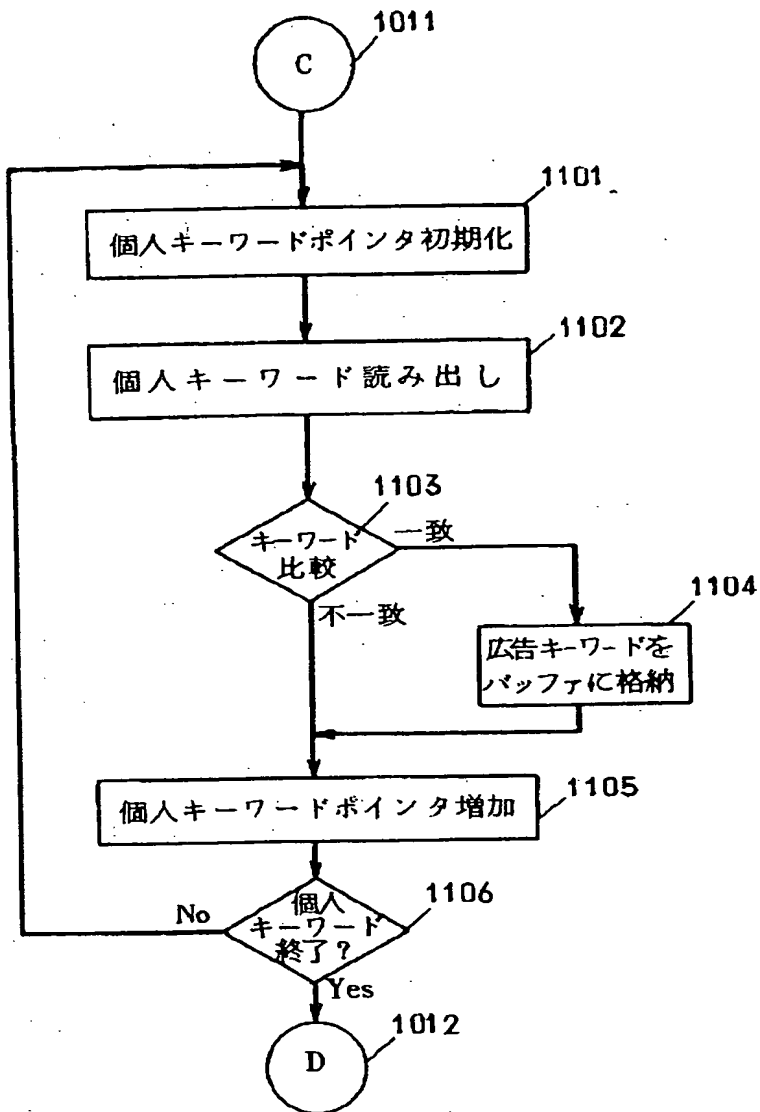 1011
C
1101
個人キーワードポインタ初期化
1102
個人キーワード読み出し
1103
キーワード
比較
一致
不一致
1104
広告キーワードを
バッファに格納
1105
個人キーワードポインタ増加
1106
個人
キーワード
終了?
No
Yes
1012
D